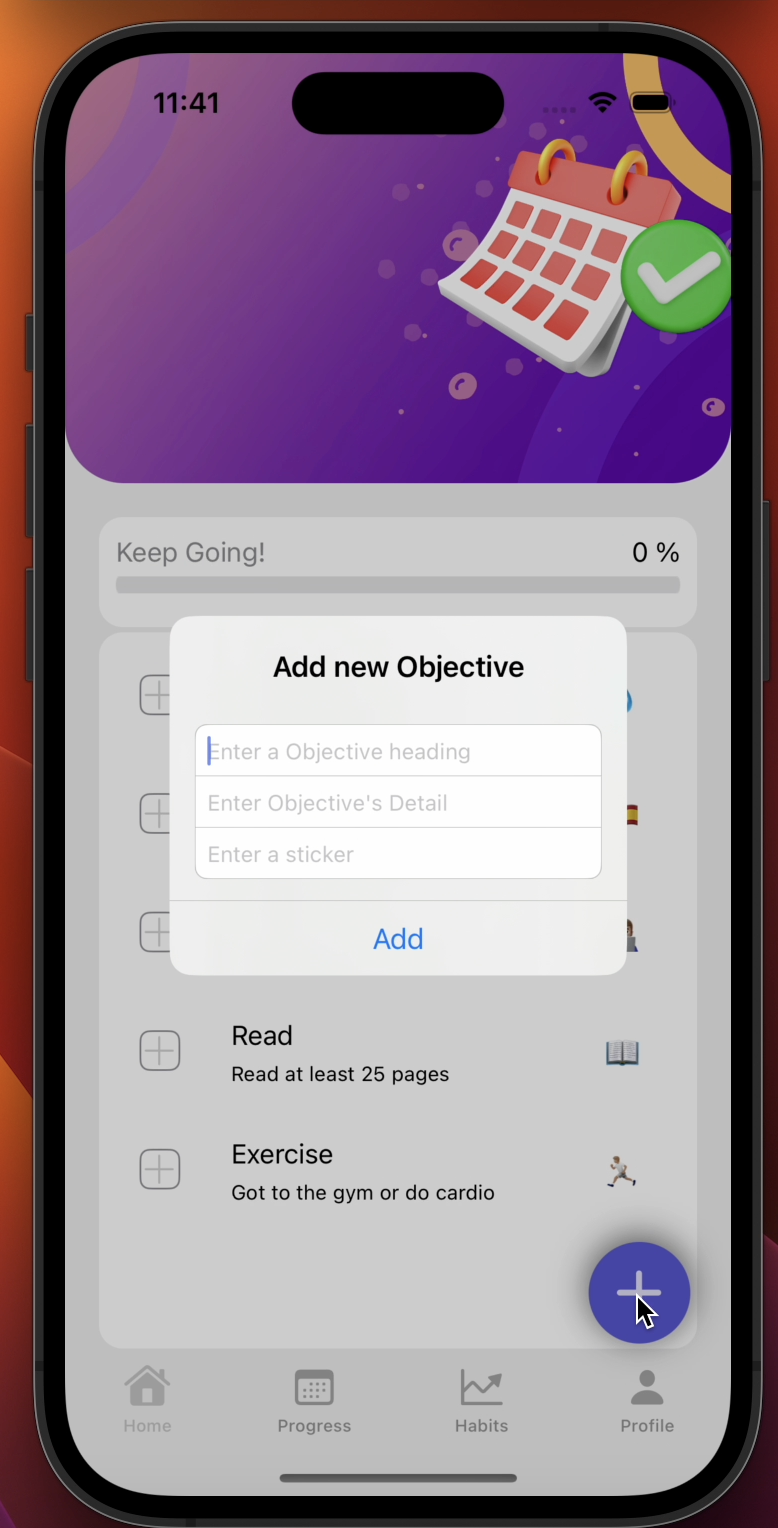 11:41
Keep Going!
0 %
Add new Objective
Enter a Objective heading
Enter Objective's Detail
Enter a sticker
Add
Read
Read at least 25 pages
Exercise
Got to the gym or do cardio
Home
Progress
Habits
Profile